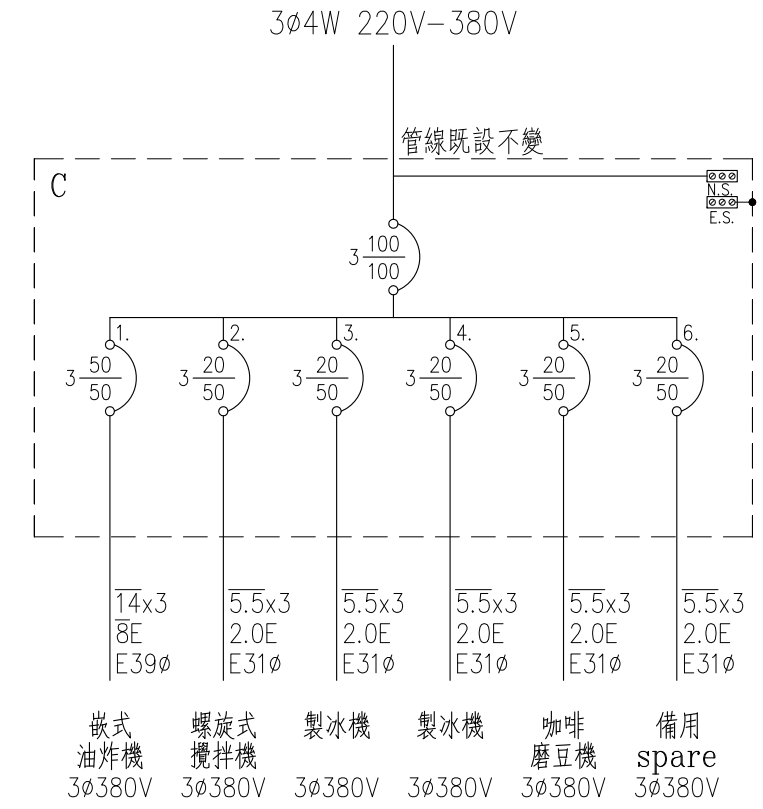 3ø4W 220V-380V
管線既設不變
C
N.S.
E.S.
3 100
100
1.
2.
3.
4.
5.
6.
3 50
50
3 20
50
3 20
50
3 20
50
3 20
50
3 20
50
14x3
8E
E39ø
5.5x3
2.0E
E31ø
5.5x3
2.0E
E31ø
5.5x3
2.0E
E31ø
5.5x3
2.0E
E31ø
5.5x3
2.0E
E31ø
嵌式
油炸機
3ø380V
螺旋式
攪拌機
3ø380V
製冰機
3ø380V
製冰機
3ø380V
咖啡
磨豆機
3ø380V
備用
spare
3ø380V